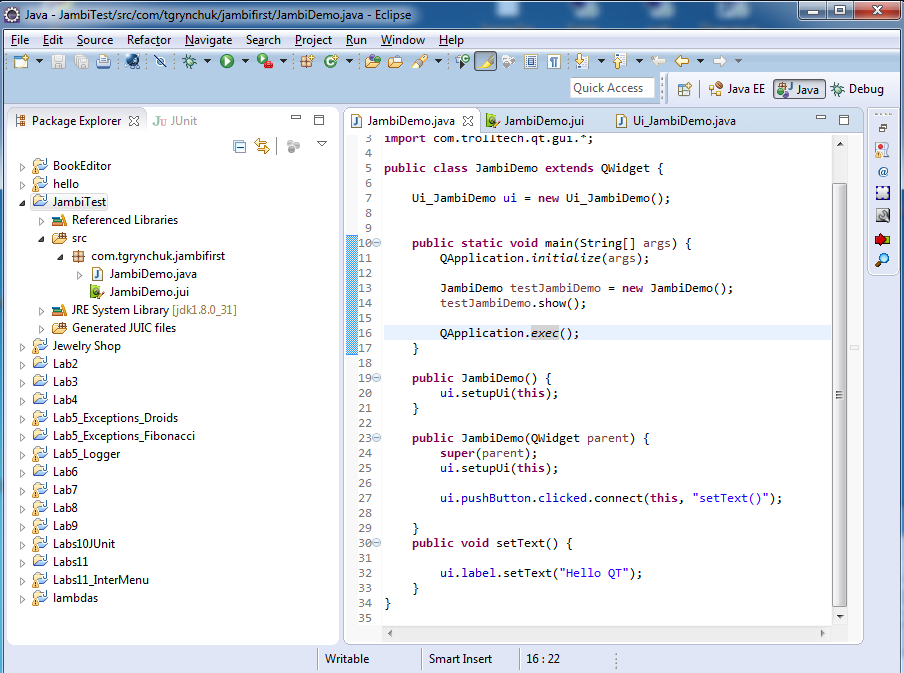 Java - JambiTest/src/com/tgrynchuk/jambifirst/JambiDemo.java - Eclipse
File Edit Source Refactor Navigate Search Project Run Window Help
Quick Access Java EE Java Debug
Package Explorer JUnit
BookEditor
hello
JambiTest
Referenced Libraries
src
com.tgrynchuk.jambifirst
JambiDemo.java
JambiDemo.jui
JRE System Library [jdk1.8.0_31]
Generated JUIC files
Jewelry Shop
Lab2
Lab3
Lab4
Lab5_Exceptions_Droids
Lab5_Exceptions_Fibonacci
Lab5_Logger
Lab6
Lab7
Lab8
Lab9
Labs10JUnit
Labs11
Labs11_InterMenu
lambdas
JambiDemo.java JambiDemo.jui Ui_JambiDemo.java
3 import com.trolltech.qt.gui.*;
4
5 public class JambiDemo extends QWidget {
6
7 Ui_JambiDemo ui = new Ui_JambiDemo();
8
9
10 public static void main(String[] args) {
11 QApplication.initialize(args);
12
13 JambiDemo testJambiDemo = new JambiDemo();
14 testJambiDemo.show();
15
16 QApplication.exec();
17 }
18
19 public JambiDemo() {
20 ui.setupUi(this);
21 }
22
23 public JambiDemo(QWidget parent) {
24 super(parent);
25 ui.setupUi(this);
26
27 ui.pushButton.clicked.connect(this, "setText()");
28
29 }
30 public void setText() {
31
32 ui.label.setText("Hello QT");
33 }
34 }
35
Writable Smart Insert 16 : 22